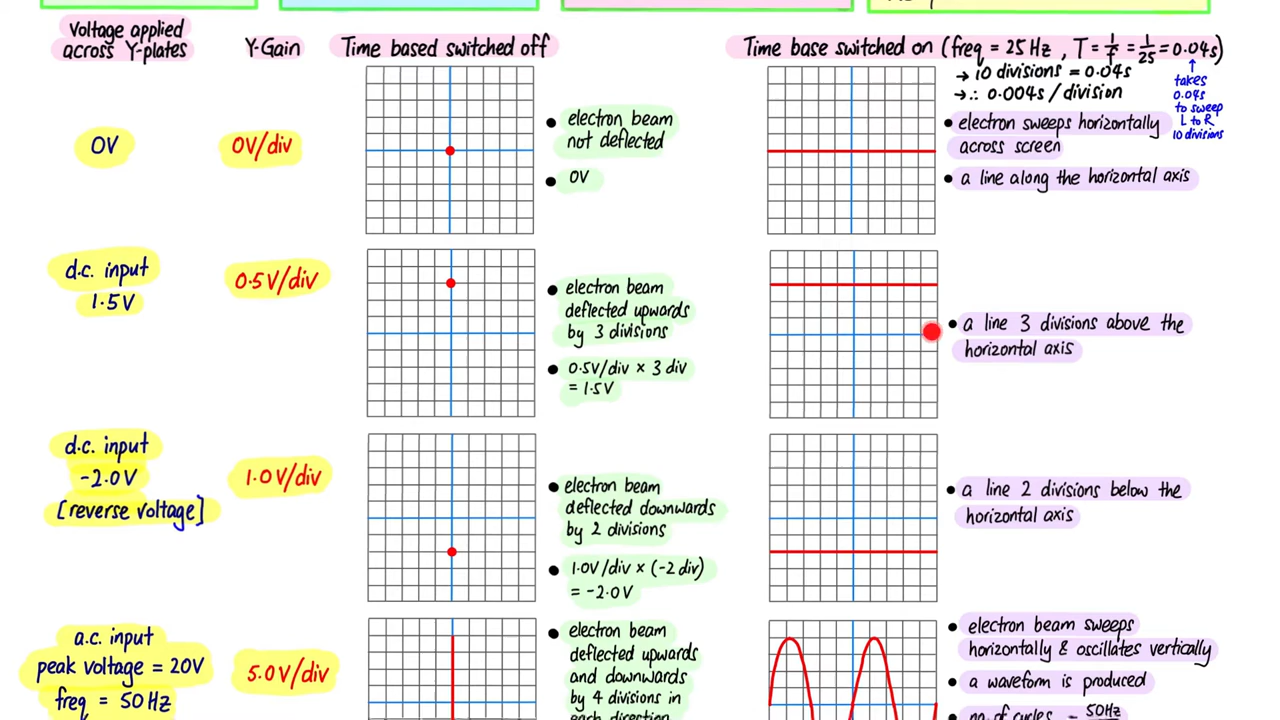 Voltage applied
across Y-plates
Y-Gain
Time based switched off
Time base switched on (freq = 25 Hz , T = 1/f = 1/25 = 0.04s)
→ 10 divisions = 0.04s
→ ∴ 0.004s / division
↑
takes
0.04s
to sweep
L to R
10 divisions
0V
0V/div
• electron beam
not deflected
• 0V
• electron sweeps horizontally
across screen
• a line along the horizontal axis
d.c. input
1.5V
0.5V/div
• electron beam
deflected upwards
by 3 divisions
• 0.5V/div × 3 div
= 1.5V
• a line 3 divisions above the
horizontal axis
d.c. input
-2.0V
[reverse voltage]
1.0V/div
• electron beam
deflected downwards
by 2 divisions
• 1.0V/div × (-2 div)
= -2.0V
• a line 2 divisions below the
horizontal axis
a.c. input
peak voltage = 20V
freq = 50Hz
5.0V/div
• electron beam
deflected upwards
and downwards
by 4 divisions in
each direction
• electron beam sweeps
horizontally & oscillates vertically
• a waveform is produced
• no. of cycles = 50Hz